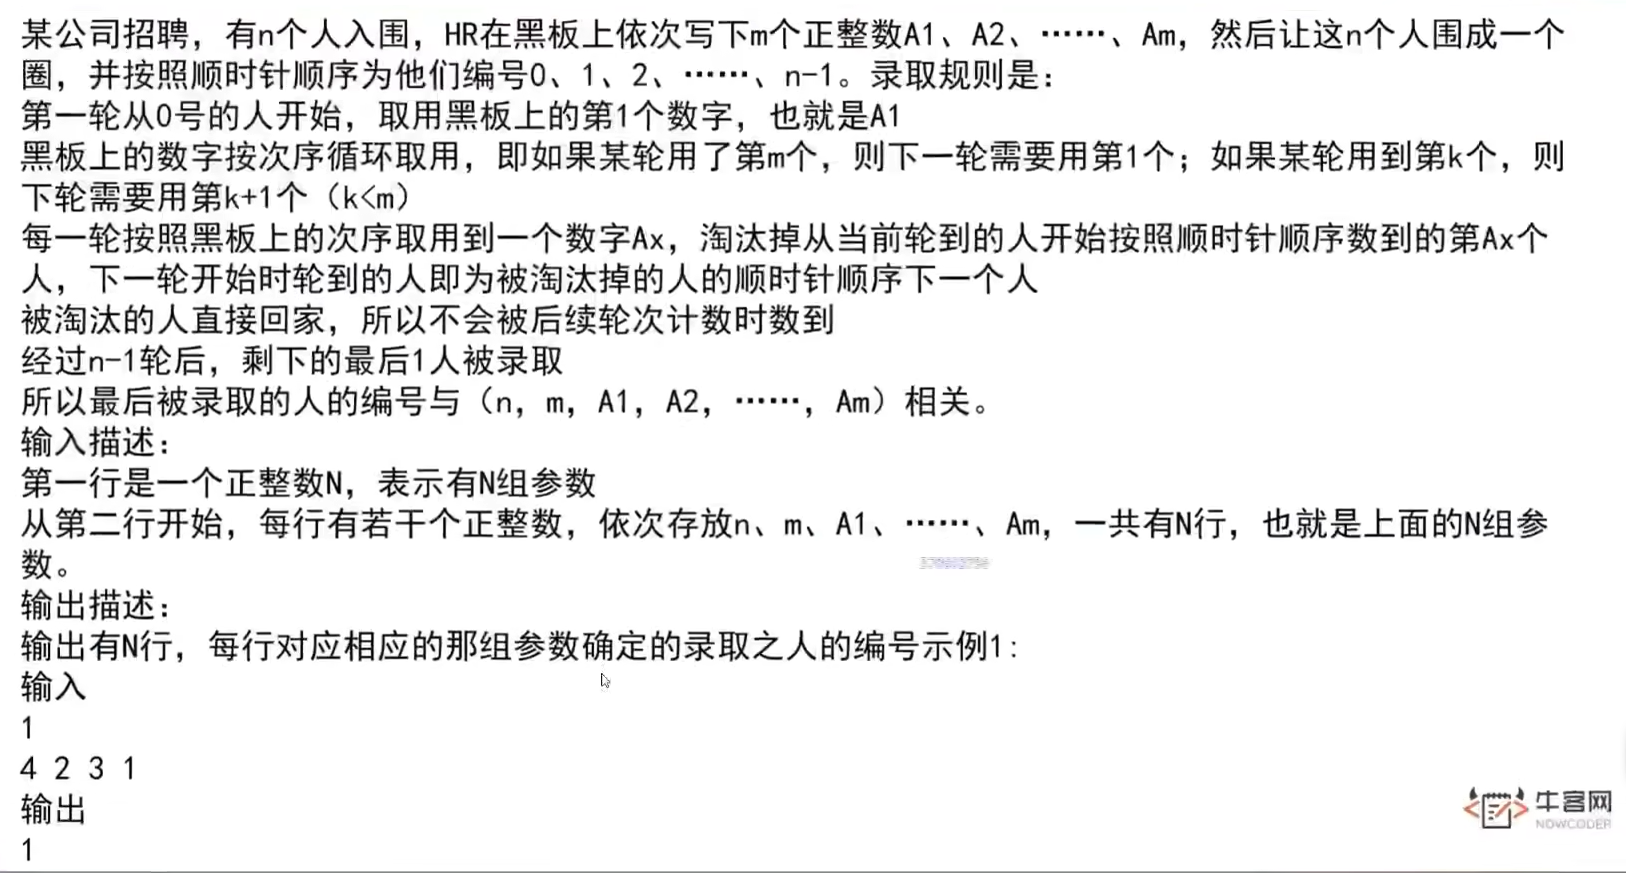 某公司招聘，有n个人入围，HR在黑板上依次写下m个正整数A1、A2、……、Am，然后让这n个人围成一个
圈，并按照顺时针顺序为他们编号0、1、2、……、n-1。录取规则是：
第一轮从0号的人开始，取用黑板上的第1个数字，也就是A1
黑板上的数字按次序循环取用，即如果某轮用了第m个，则下一轮需要用第1个；如果某轮用到第k个，则
下轮需要用第k+1个（k<m）
每一轮按照黑板上的次序取用到一个数字Ax，淘汰掉从当前轮到的人开始按照顺时针顺序数到的第Ax个
人，下一轮开始时轮到的人即为被淘汰掉的人的顺时针顺序下一个人
被淘汰的人直接回家，所以不会被后续轮次计数时数到
经过n-1轮后，剩下的最后1人被录取
所以最后被录取的人的编号与（n，m，A1，A2，……，Am）相关。
输入描述：
第一行是一个正整数N，表示有N组参数
从第二行开始，每行有若干个正整数，依次存放n、m、A1、……、Am，一共有N行，也就是上面的N组参
数。
输出描述：
输出有N行，每行对应相应的那组参数确定的录取之人的编号示例1:
输入
1
4 2 3 1
输出
1
牛客网
NOWCODER